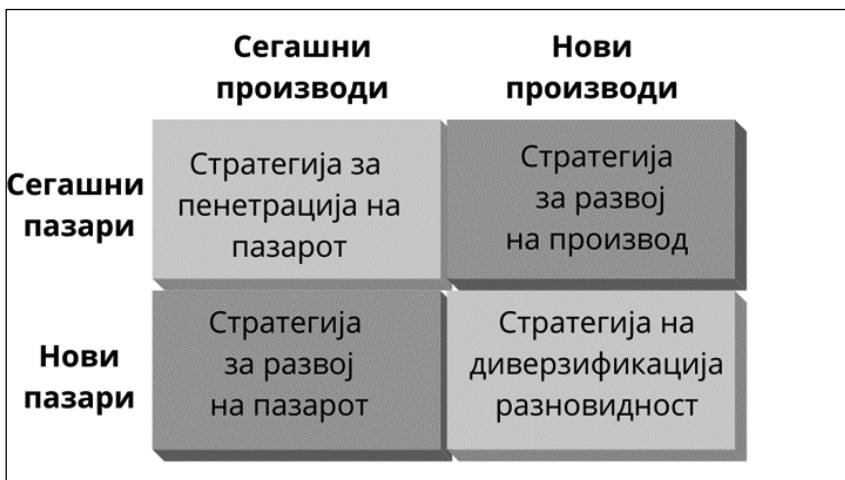 Сегашни
производи
Нови
производи
Сегашни
пазари
Стратегија за
пенетрација на
пазарот
Стратегија
за развој
на производ
Нови
пазари
Стратегија
за развој
на пазарот
Стратегија на
диверзификација
разновидност